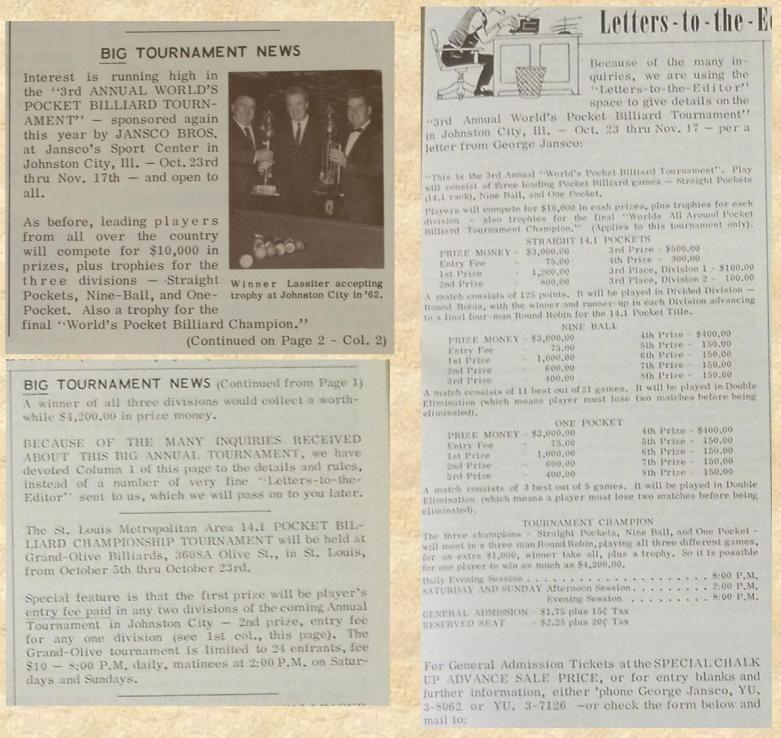 BIG TOURNAMENT NEWS
Interest is running high in
the "3rd ANNUAL WORLD'S
POCKET BILLIARD TOURN-
AMENT" — sponsored again
this year by JANSCO BROS.
at Jansco's Sport Center in
Johnston City, Ill. — Oct. 23rd
thru Nov. 17th — and open to
all.
As before, leading players
from all over the country
will compete for $10,000 in
prizes, plus trophies for the
three divisions — Straight
Pockets, Nine-Ball, and One-
Pocket. Also a trophy for the
final "World's Pocket Billiard Champion."
(Continued on Page 2 - Col. 2)
Winner Lassiter accepting
trophy at Johnston City in '62.
BIG TOURNAMENT NEWS (Continued from Page 1)
A winner of all three divisions would collect a worth-
while $4,200.00 in prize money.
BECAUSE OF THE MANY INQUIRIES RECEIVED
ABOUT THIS BIG ANNUAL TOURNAMENT, we have
devoted Column 1 of this page to the details and rules,
instead of a number of very fine "Letters-to-the-
Editor" sent to us, which we will pass on to you later.
The St. Louis Metropolitan Area 14.1 POCKET BIL-
LIARD CHAMPIONSHIP TOURNAMENT will be held at
Grand-Olive Billiards, 3608A Olive St., in St. Louis,
from October 5th thru October 23rd.
Special feature is that the first prize will be player's
entry fee paid in any two divisions of the coming Annual
Tournament in Johnston City — 2nd prize, entry fee
for any one division (see 1st col., this page). The
Grand-Olive tournament is limited to 24 entrants, fee
$10 — 8:00 P.M. daily, matinees at 2:00 P.M. on Satur-
days and Sundays.
Letters-to-the-E
Because of the many in-
quiries, we are using the
"Letters-to-the-Editor"
space to give details on the
"3rd Annual World's Pocket Billiard Tournament"
in Johnston City, Ill. — Oct. 23 thru Nov. 17 — per a
letter from George Jansco:
"This is the 3rd Annual "World's Pocket Billiard Tournament". Play
will consist of three leading Pocket Billiard games — Straight Pockets
(14.1 rack), Nine Ball, and One Pocket.
Players will compete for $10,000 in cash prizes, plus trophies for each
division — also trophies for the final "Worlds All Around Pocket
Billiard Tournament Champion." (Applies to this tournament only).
STRAIGHT 14.1 POCKETS
PRIZE MONEY - $3,000.00 3rd Prize - $500.00
Entry Fee - 75.00 4th Prize - 300.00
1st Prize - 1,200.00 3rd Place, Division 1 - $100.00
2nd Prize - 800.00 3rd Place, Division 2 - 100.00
A match consists of 125 points. It will be played in Divided Division —
Round Robin, with the winner and runner-up in each Division advancing
to a final four-man Round Robin for the 14.1 Pocket Title.
NINE BALL
PRIZE MONEY - $3,000.00 4th Prize - $400.00
Entry Fee - 75.00 5th Prize - 150.00
1st Prize - 1,000.00 6th Prize - 150.00
2nd Prize - 600.00 7th Prize - 150.00
3rd Prize - 400.00 8th Prize - 150.00
A match consists of 11 best out of 21 games. It will be played in Double
Elimination (which means player must lose two matches before being
eliminated).
ONE POCKET
PRIZE MONEY - $3,000.00 4th Prize - $400.00
Entry Fee - 75.00 5th Prize - 150.00
1st Prize - 1,000.00 6th Prize - 150.00
2nd Prize - 600.00 7th Prize - 150.00
3rd Prize - 400.00 8th Prize - 150.00
A match consists of 3 best out of 5 games. It will be played in Double
Elimination (which means a player must lose two matches before being
eliminated).
TOURNAMENT CHAMPION
The three champions - Straight Pockets, Nine Ball, and One Pocket -
will meet in a three man Round Robin, playing all three different games,
for an extra $1,000, winner take all, plus a trophy. So it is possible
for one player to win as much as $4,200.00.
Daily Evening Session . . . . . . . . . . . . . . . . . . . . 8:00 P.M.
SATURDAY AND SUNDAY Afternoon Session . . . . . . . . 2:00 P.M.
Evening Session . . . . . . . . . 8:00 P.M.
GENERAL ADMISSION - $1.75 plus 15¢ Tax
RESERVED SEAT - $2.25 plus 20¢ Tax
For General Admission Tickets at the SPECIAL CHALK
UP ADVANCE SALE PRICE, or for entry blanks and
further information, either 'phone George Jansco, YU.
3-8062 or YU. 3-7126 —or check the form below and
mail to: